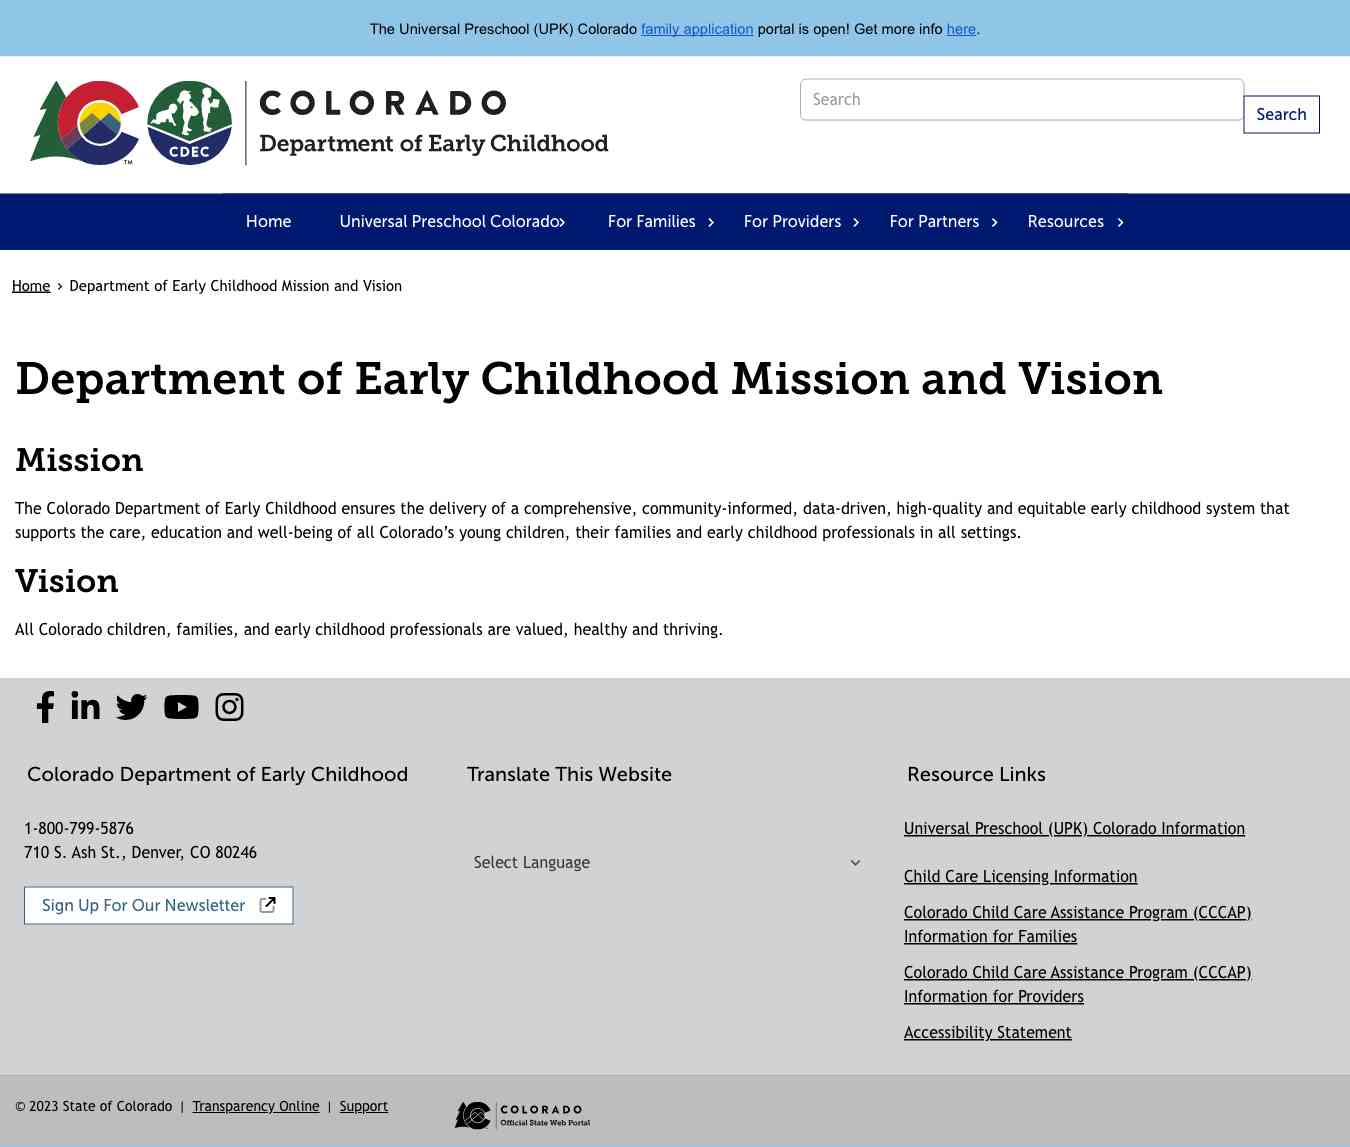 The Universal Preschool (UPK) Colorado family application portal is open! Get more info here.
CDEC
TM
COLORADO
Department of Early Childhood
Search
Search
Home
Universal Preschool Colorado
For Families
For Providers
For Partners
Resources
Home › Department of Early Childhood Mission and Vision
Department of Early Childhood Mission and Vision
Mission
The Colorado Department of Early Childhood ensures the delivery of a comprehensive, community-informed, data-driven, high-quality and equitable early childhood system that
supports the care, education and well-being of all Colorado's young children, their families and early childhood professionals in all settings.
Vision
All Colorado children, families, and early childhood professionals are valued, healthy and thriving.
Colorado Department of Early Childhood
1-800-799-5876
710 S. Ash St., Denver, CO 80246
Sign Up For Our Newsletter
Translate This Website
Select Language
Resource Links
Universal Preschool (UPK) Colorado Information
Child Care Licensing Information
Colorado Child Care Assistance Program (CCCAP)
Information for Families
Colorado Child Care Assistance Program (CCCAP)
Information for Providers
Accessibility Statement
© 2023 State of Colorado | Transparency Online | Support
COLORADO
Official State Web Portal